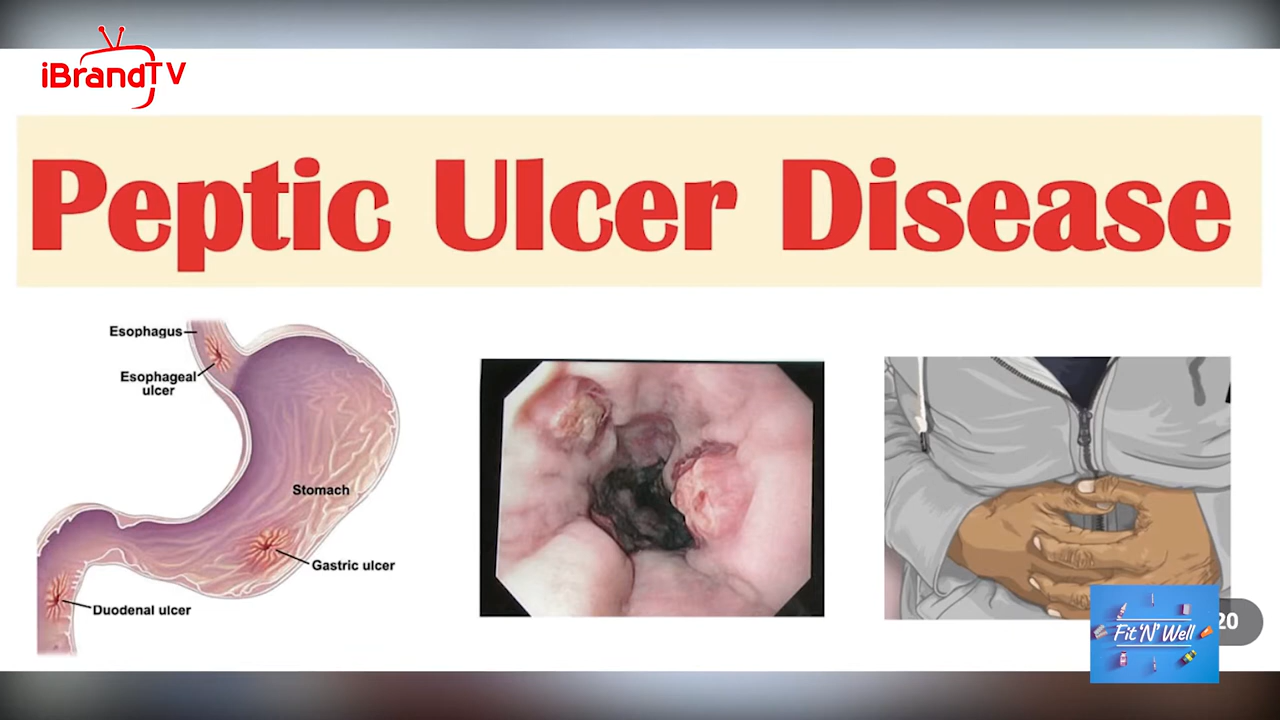 iBrandTV
Peptic Ulcer Disease
Esophagus
Esophageal
ulcer
Stomach
Gastric ulcer
Duodenal ulcer
Fit 'N' Well
20